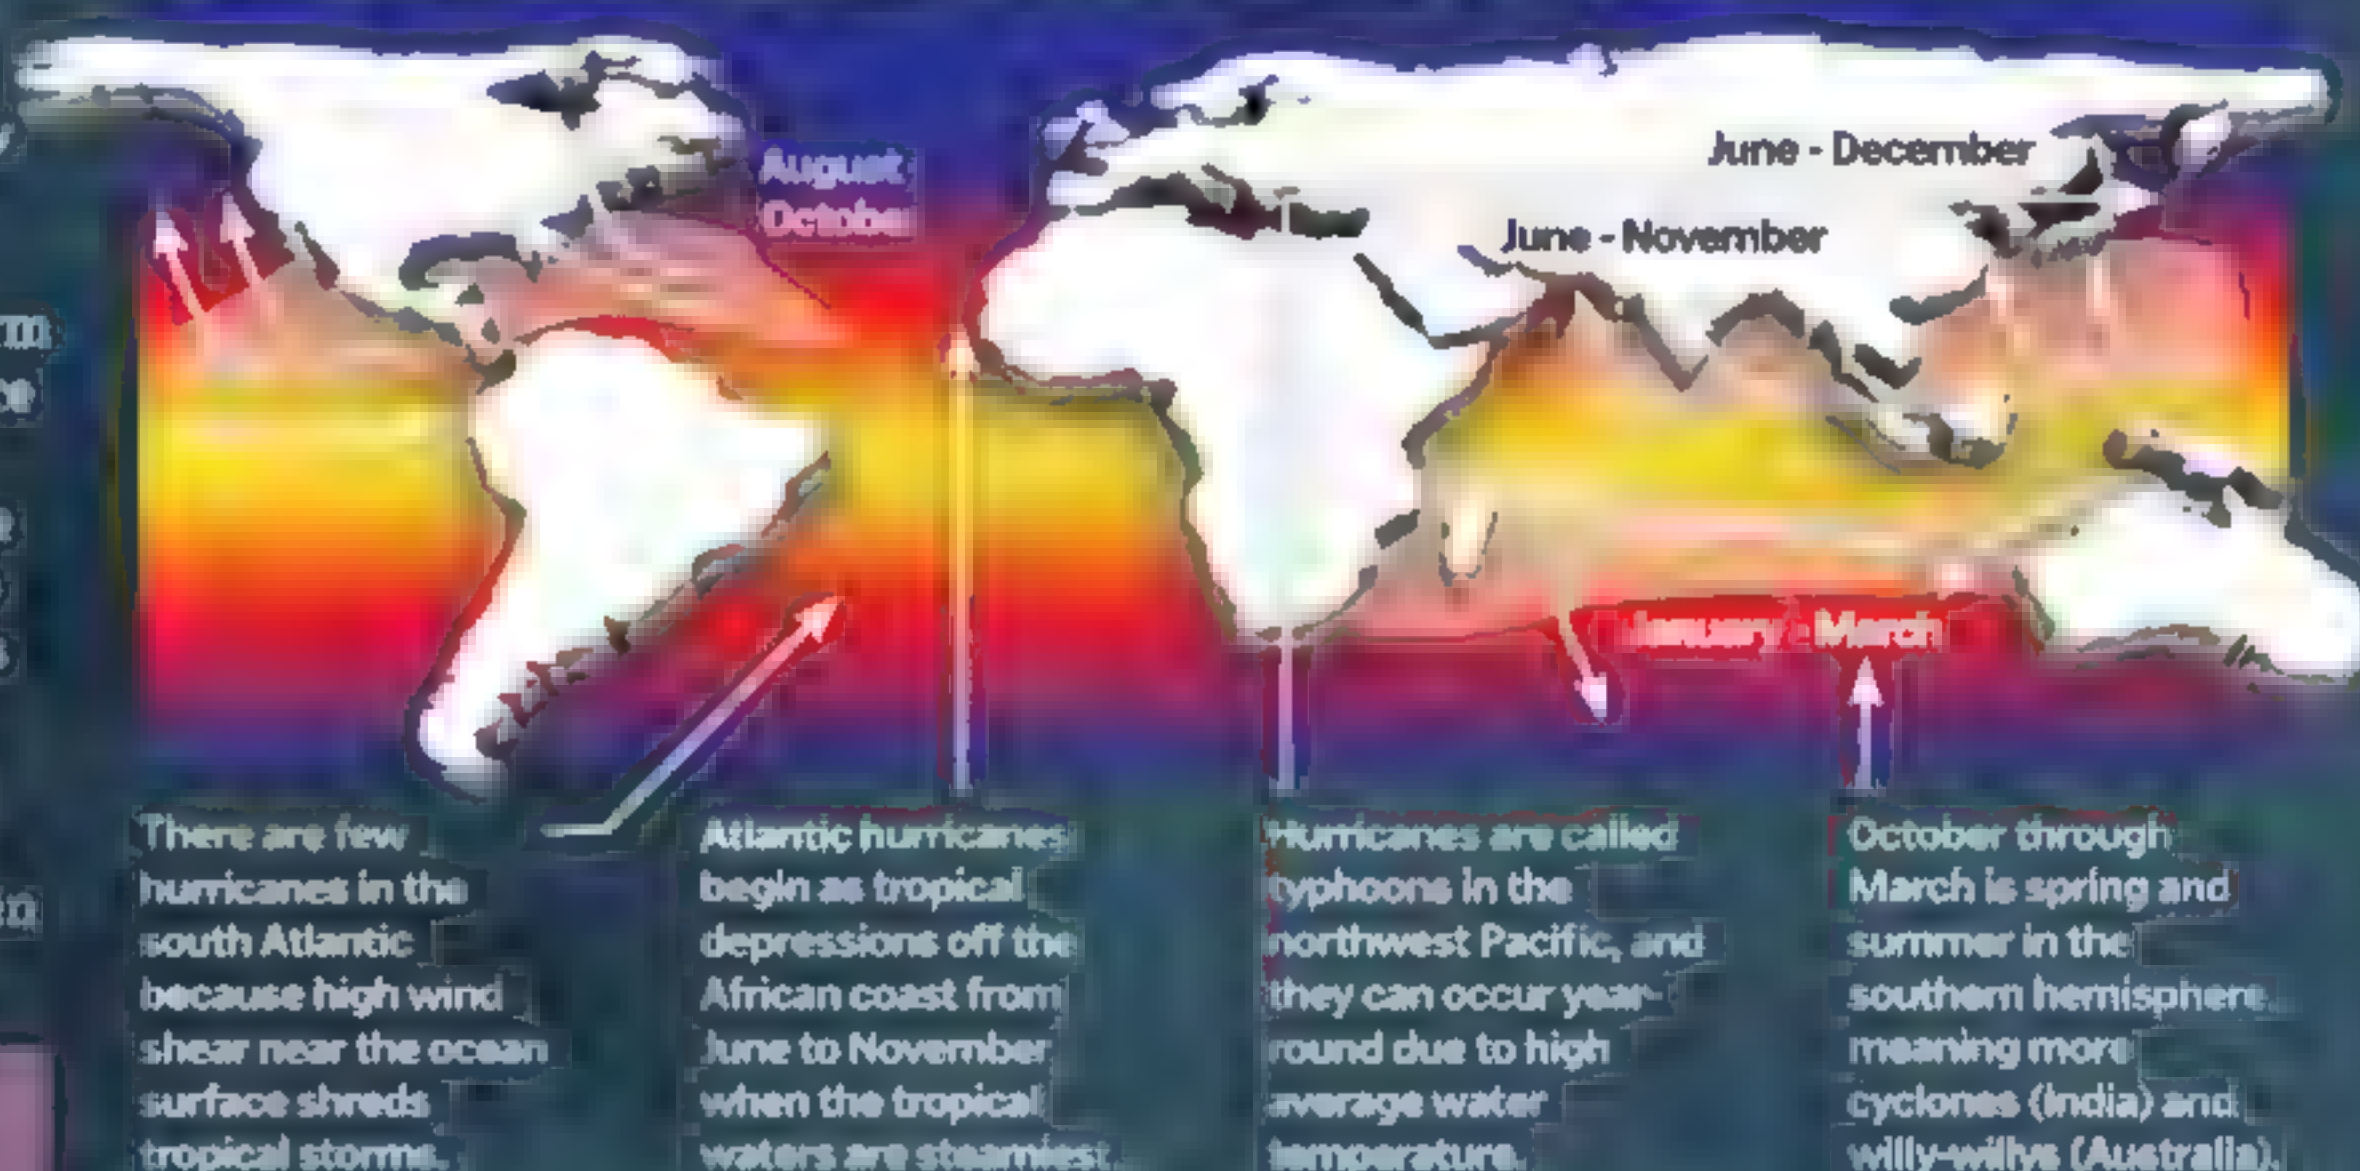 August
October
June - December
June - November
January - March
There are few
hurricanes in the
south Atlantic
because high wind
shear near the ocean
surface shreds
tropical storms.
Atlantic hurricanes
begin as tropical
depressions off the
African coast from
June to November
when the tropical
waters are steamiest.
Hurricanes are called
typhoons in the
northwest Pacific, and
they can occur year-
round due to high
average water
temperature.
October through
March is spring and
summer in the
southern hemisphere,
meaning more
cyclones (India) and
willy-willys (Australia).